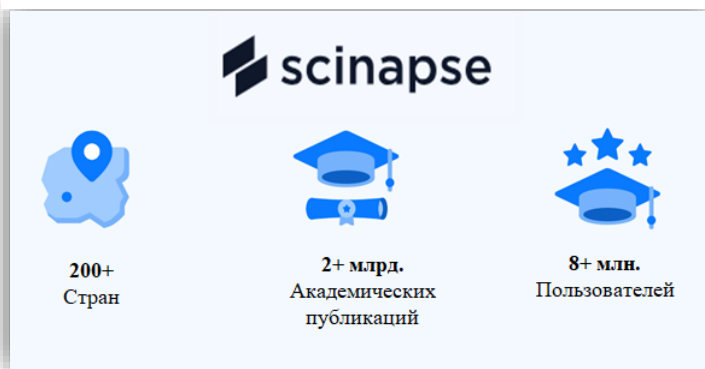 scinapse
200+
Стран
2+ млрд.
Академических
публикаций
8+ млн.
Пользователей